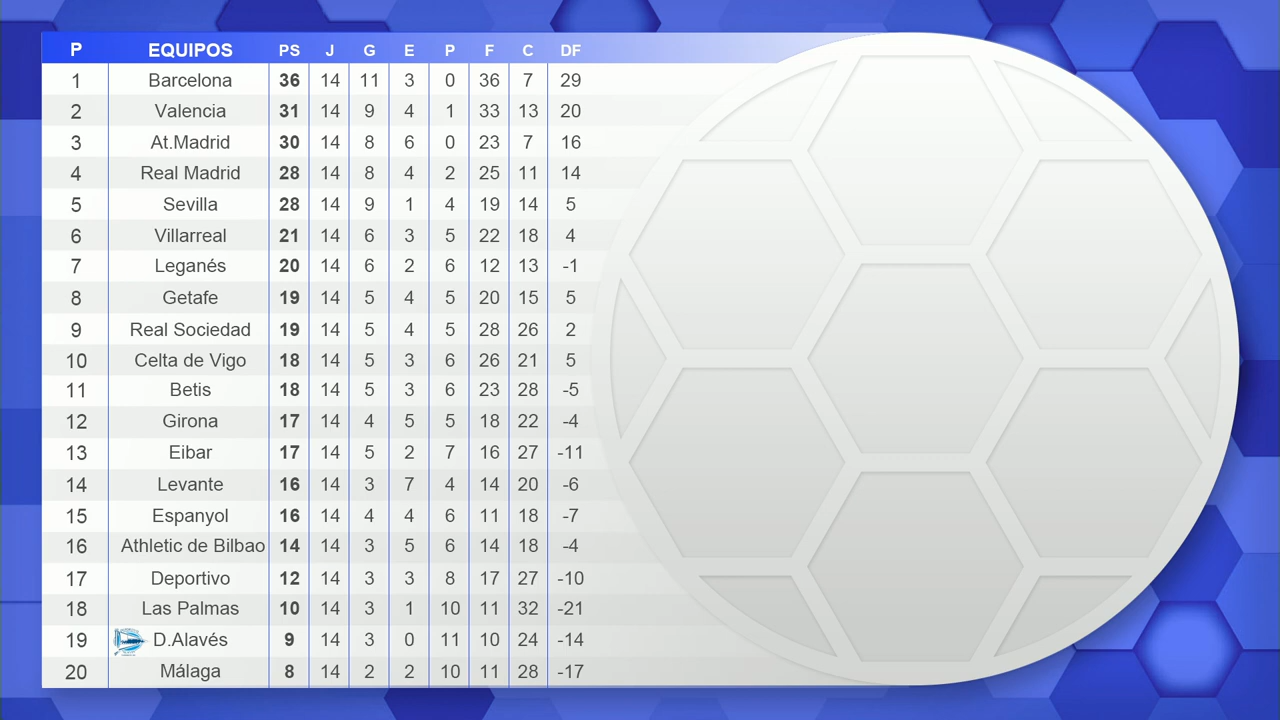 P EQUIPOS PS J G E P F C DF
1 Barcelona 36 14 11 3 0 36 7 29
2 Valencia 31 14 9 4 1 33 13 20
3 At.Madrid 30 14 8 6 0 23 7 16
4 Real Madrid 28 14 8 4 2 25 11 14
5 Sevilla 28 14 9 1 4 19 14 5
6 Villarreal 21 14 6 3 5 22 18 4
7 Leganés 20 14 6 2 6 12 13 -1
8 Getafe 19 14 5 4 5 20 15 5
9 Real Sociedad 19 14 5 4 5 28 26 2
10 Celta de Vigo 18 14 5 3 6 26 21 5
11 Betis 18 14 5 3 6 23 28 -5
12 Girona 17 14 4 5 5 18 22 -4
13 Eibar 17 14 5 2 7 16 27 -11
14 Levante 16 14 3 7 4 14 20 -6
15 Espanyol 16 14 4 4 6 11 18 -7
16 Athletic de Bilbao 14 14 3 5 6 14 18 -4
17 Deportivo 12 14 3 3 8 17 27 -10
18 Las Palmas 10 14 3 1 10 11 32 -21
19 D.Alavés 9 14 3 0 11 10 24 -14
20 Málaga 8 14 2 2 10 11 28 -17